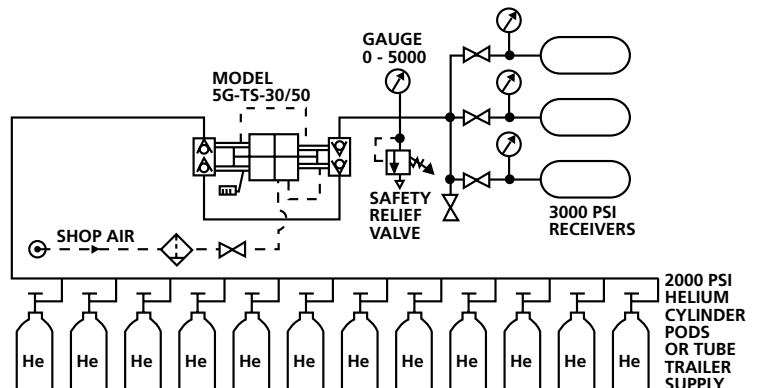 GAUGE
0 - 5000
MODEL
5G-TS-30/50
SAFETY
RELIEF
VALVE
3000 PSI
RECEIVERS
SHOP AIR
2000 PSI
HELIUM
CYLINDER
PODS
OR TUBE
TRAILER
SUPPLY
He He He He He He He He He He He